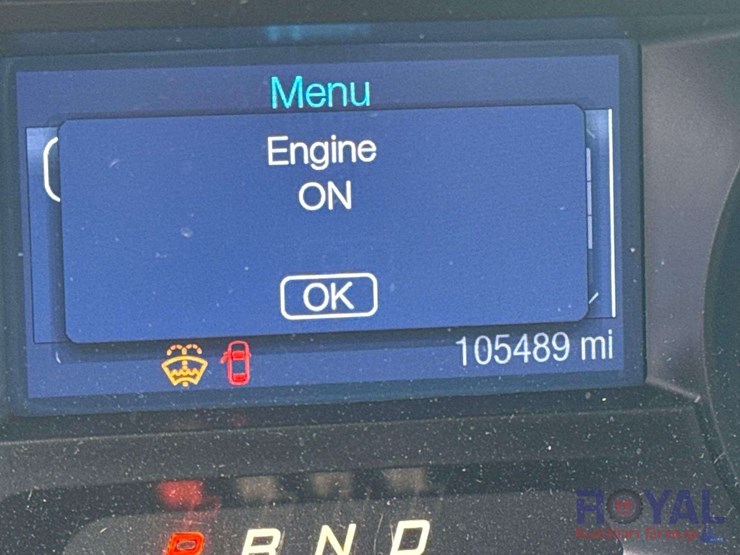 Menu
Engine
ON
OK
105489 mi
P R N D
ROYAL